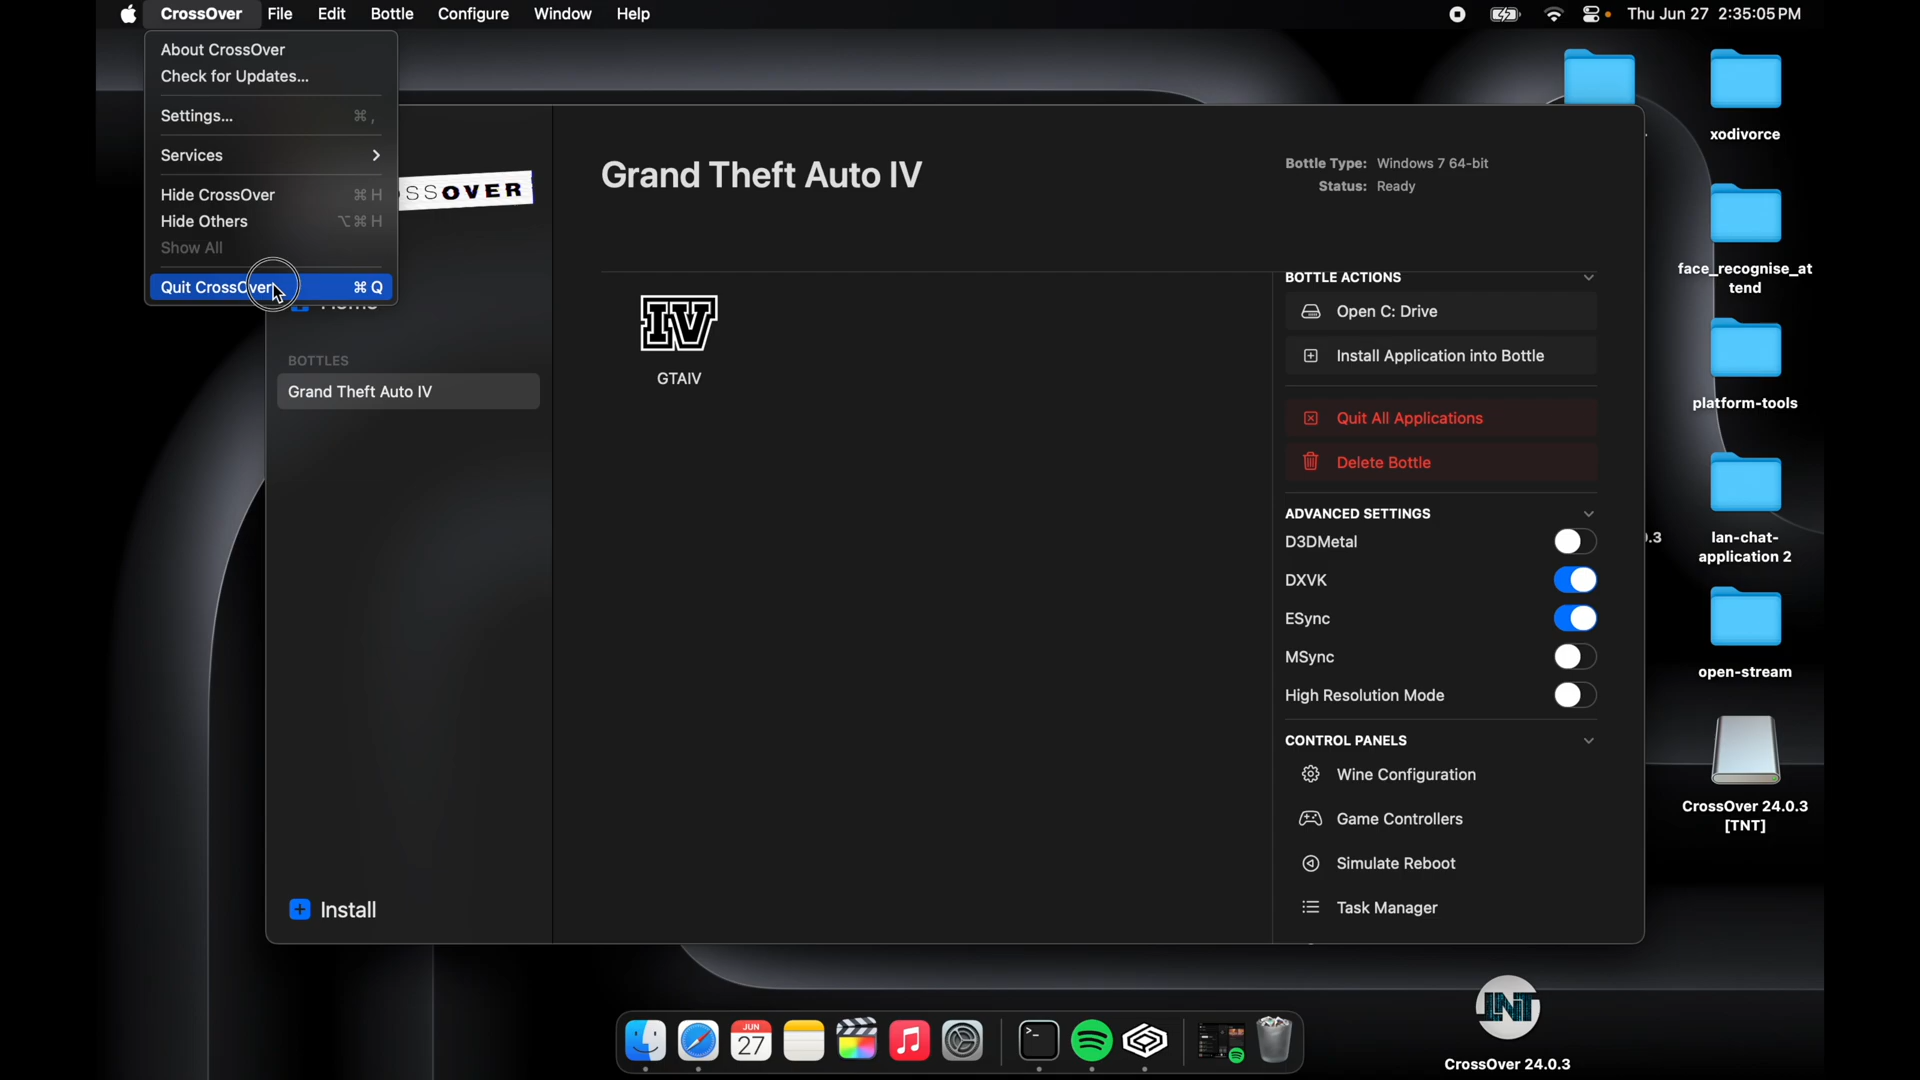 CrossOver File Edit Bottle Configure Window Help
Thu Jun 27 2:35:05 PM
About CrossOver
Check for Updates...
Settings... ⌘ ,
Services
Hide CrossOver ⌘ H
Hide Others ⌥ ⌘ H
Show All
Quit CrossOver ⌘ Q
SSOVER
Home
BOTTLES
Grand Theft Auto IV
Install
Grand Theft Auto IV
Bottle Type: Windows 7 64-bit
Status: Ready
IV
GTAIV
BOTTLE ACTIONS
Open C: Drive
Install Application into Bottle
Quit All Applications
Delete Bottle
ADVANCED SETTINGS
D3DMetal
DXVK
ESync
MSync
High Resolution Mode
CONTROL PANELS
Wine Configuration
Game Controllers
Simulate Reboot
Task Manager
.3
xodivorce
face_recognise_at
tend
platform-tools
lan-chat-
application 2
open-stream
CrossOver 24.0.3
[TNT]
TNT
CrossOver 24.0.3
JUN
27